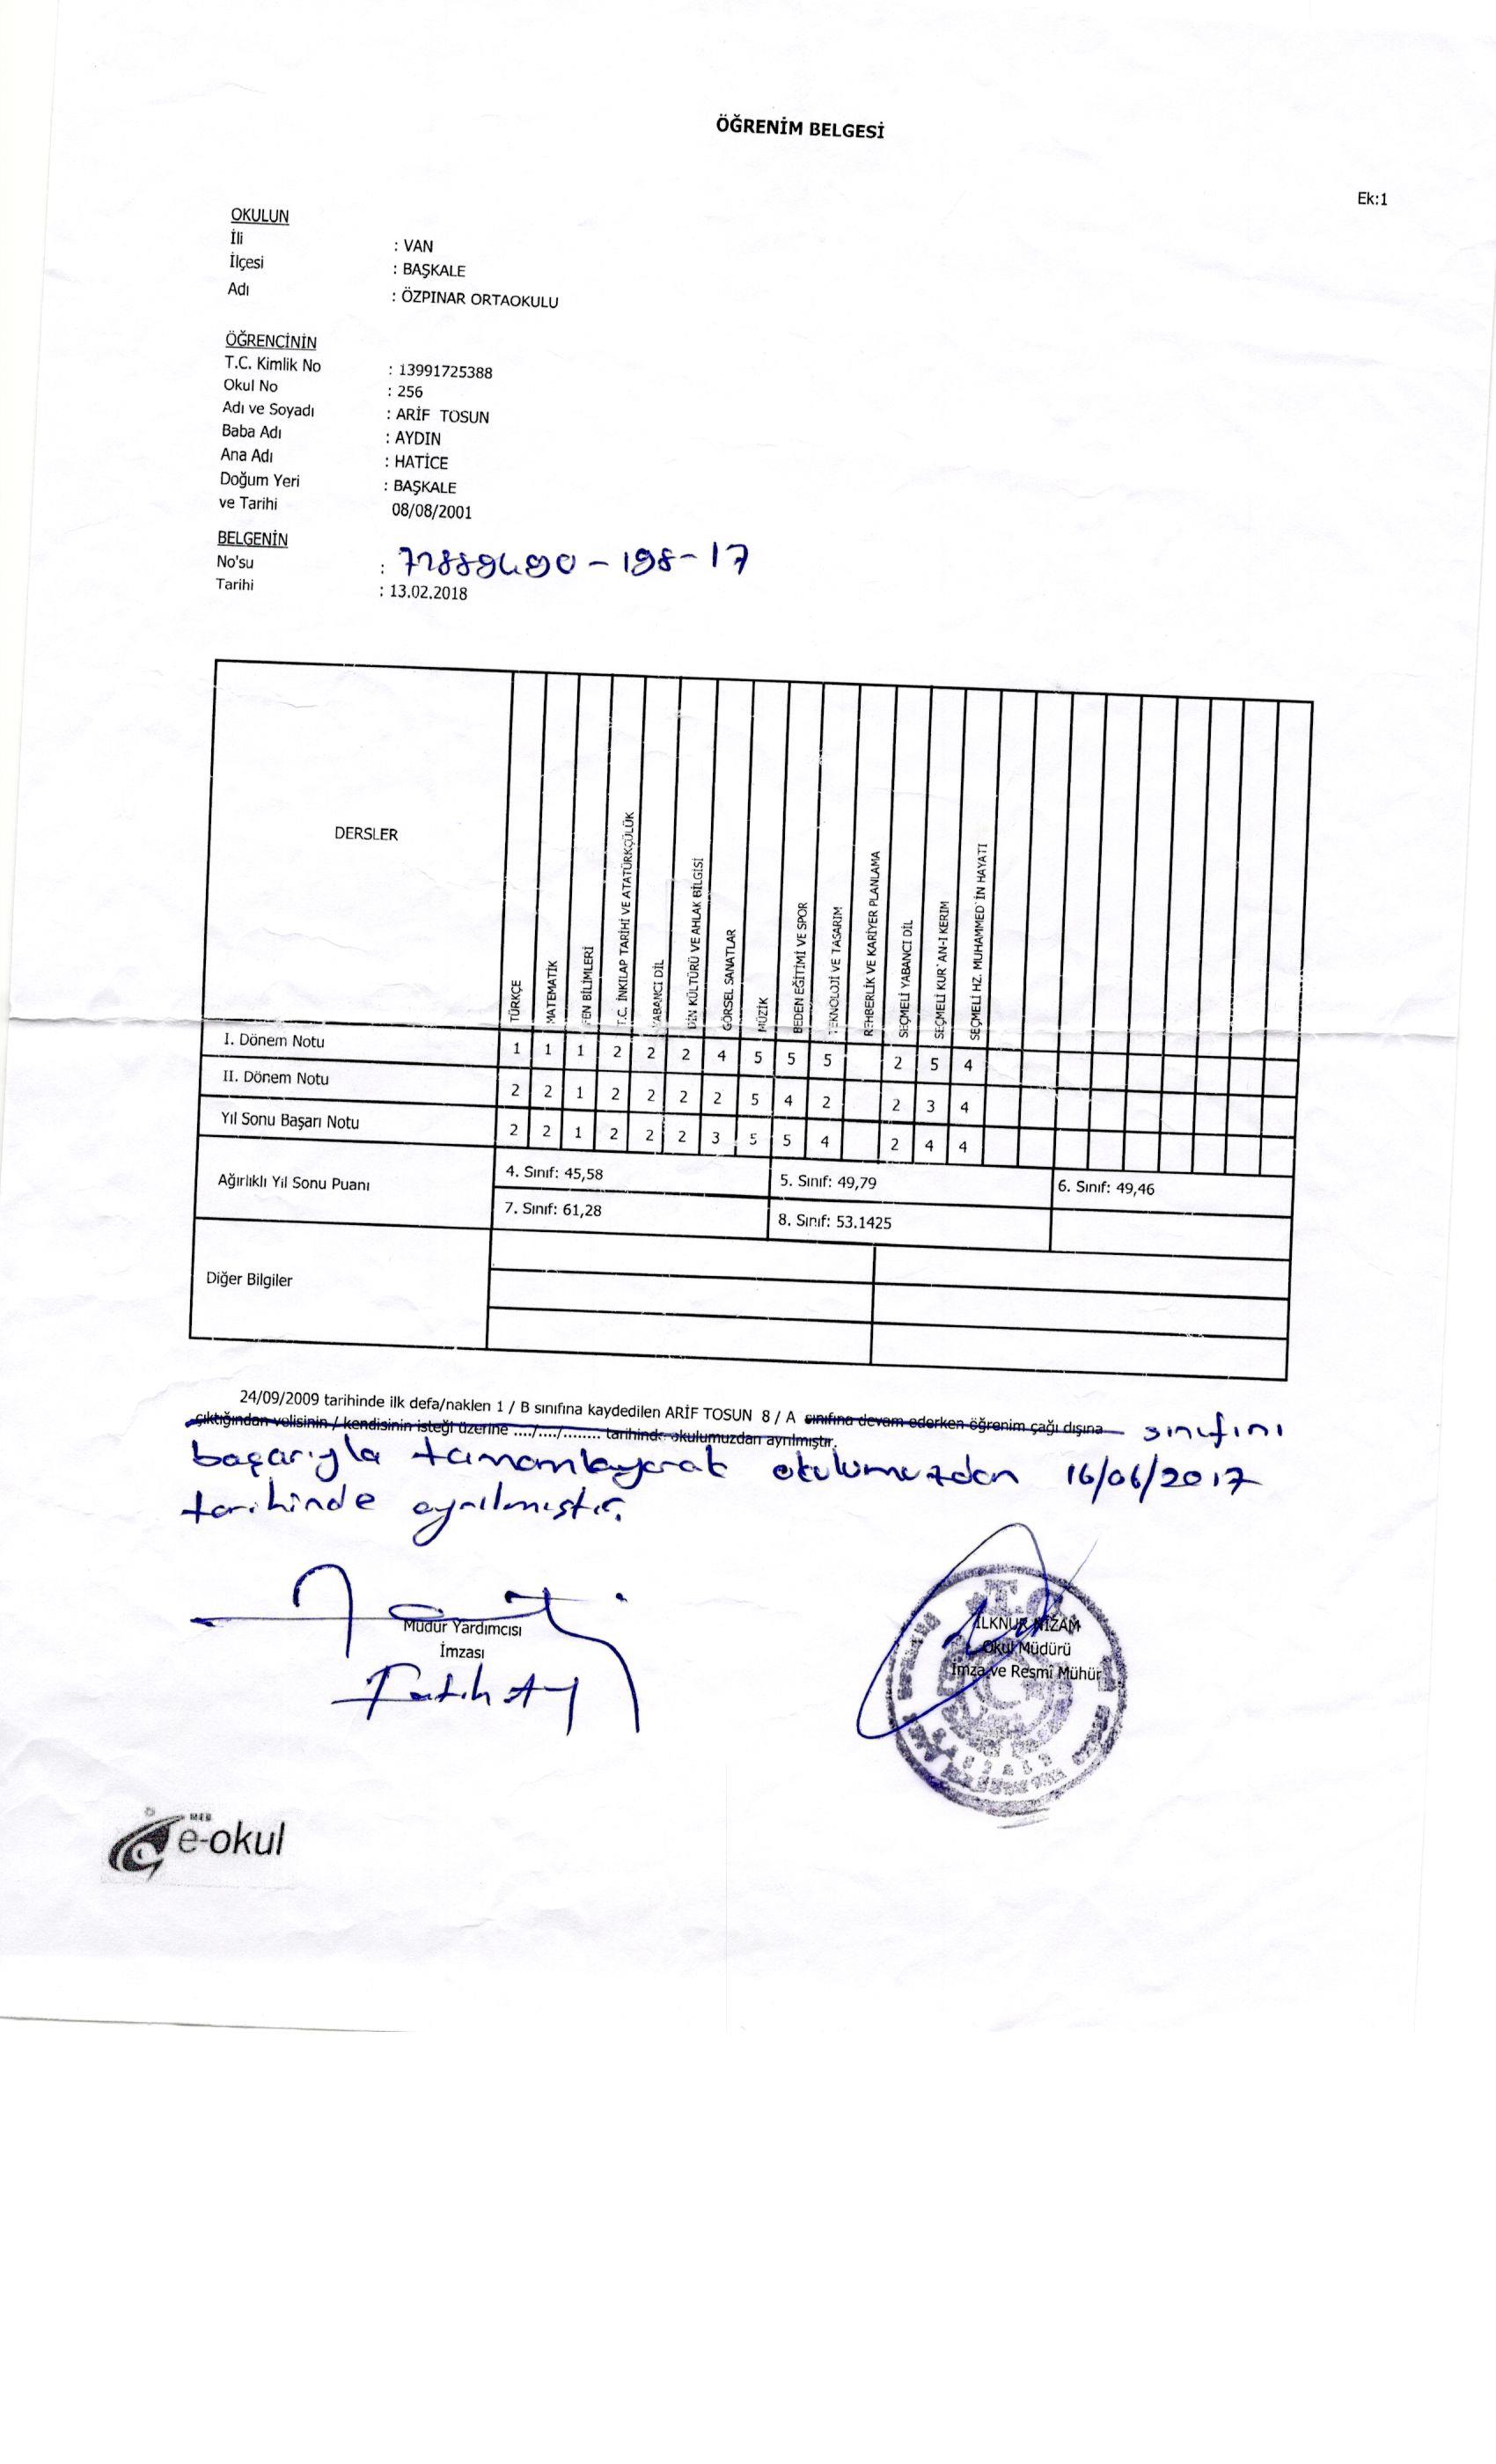 ÖĞRENİM BELGESİ
Ek:1
OKULUN
İli : VAN
İlçesi : BAŞKALE
Adı : ÖZPINAR ORTAOKULU
ÖĞRENCİNİN
T.C. Kimlik No : 13991725388
Okul No : 256
Adı ve Soyadı : ARİF TOSUN
Baba Adı : AYDIN
Ana Adı : HATİCE
Doğum Yeri : BAŞKALE
ve Tarihi 08/08/2001
BELGENİN
No'su : 72889490-198-17
Tarihi : 13.02.2018
DERSLER
TÜRKÇE
MATEMATİK
FEN BİLİMLERİ
T.C. İNKILAP TARİHİ VE ATATÜRKÇÜLÜK
YABANCI DİL
DİN KÜLTÜRÜ VE AHLAK BİLGİSİ
GÖRSEL SANATLAR
MÜZİK
BEDEN EĞİTİMİ VE SPOR
TEKNOLOJİ VE TASARIM
REHBERLİK VE KARİYER PLANLAMA
SEÇMELİ YABANCI DİL
SEÇMELİ KUR`AN-I KERİM
SEÇMELİ HZ. MUHAMMED`İN HAYATI
I. Dönem Notu 1 1 1 2 2 2 4 5 5 5 2 5 4
II. Dönem Notu 2 2 1 2 2 2 2 5 4 2 2 3 4
Yıl Sonu Başarı Notu 2 2 1 2 2 2 3 5 5 4 2 4 4
Ağırlıklı Yıl Sonu Puanı
4. Sınıf: 45,58 5. Sınıf: 49,79 6. Sınıf: 49,46
7. Sınıf: 61,28 8. Sınıf: 53.1425
Diğer Bilgiler
24/09/2009 tarihinde ilk defa/naklen 1 / B sınıfına kaydedilen ARİF TOSUN 8 / A sınıfına devam ederken öğrenim çağı dışına sınıfını
çıktığından velisinin / kendisinin isteği üzerine ..../..../......... tarihinde okulumuzdan ayrılmıştır.
başarıyla tamamlayarak okulumuzdan 16/06/2017
tarihinde ayrılmıştır.
Müdür Yardımcısı
İmzası
Fatih Ay
İLKNUR NİZAM
Okul Müdürü
İmza ve Resmî Mühür
T.C.
MEB
e-okul